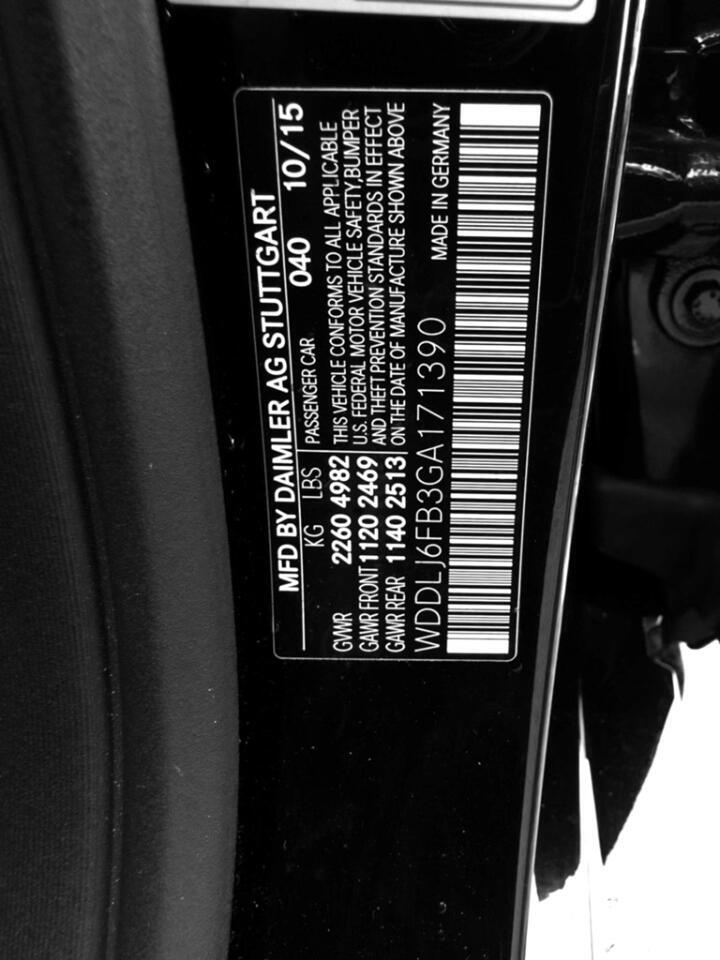 MFD BY DAIMLER AG STUTTGART
KG LBS PASSENGER CAR 040 10/15
GVWR 2260 4982 THIS VEHICLE CONFORMS TO ALL APPLICABLE
U.S. FEDERAL MOTOR VEHICLE SAFETY, BUMPER
GAWR FRONT 1120 2469 AND THEFT PREVENTION STANDARDS IN EFFECT
GAWR REAR 1140 2513 ON THE DATE OF MANUFACTURE SHOWN ABOVE
WDDLJ6FB3GA171390 MADE IN GERMANY